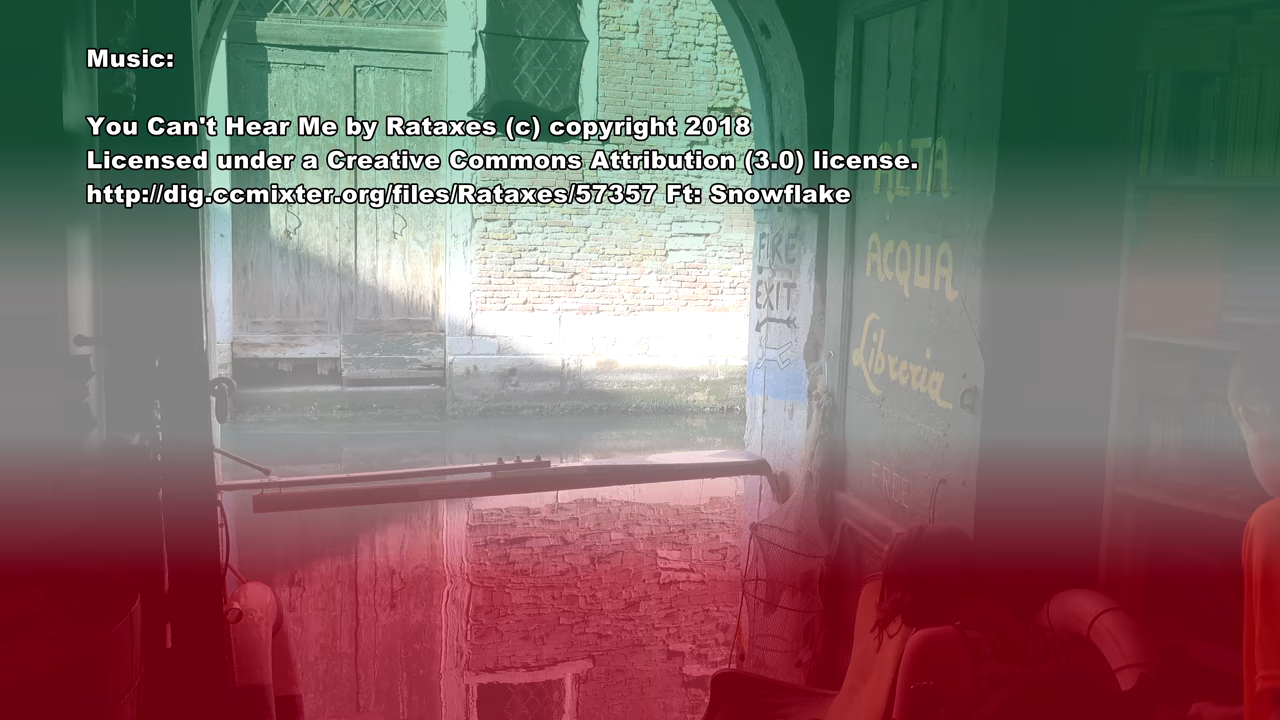 Music:
You Can't Hear Me by Rataxes (c) copyright 2018
Licensed under a Creative Commons Attribution (3.0) license.
http://dig.ccmixter.org/files/Rataxes/57357 Ft: Snowflake
ALTA
ACQUA
Libreria
FIRE
EXIT
FREE